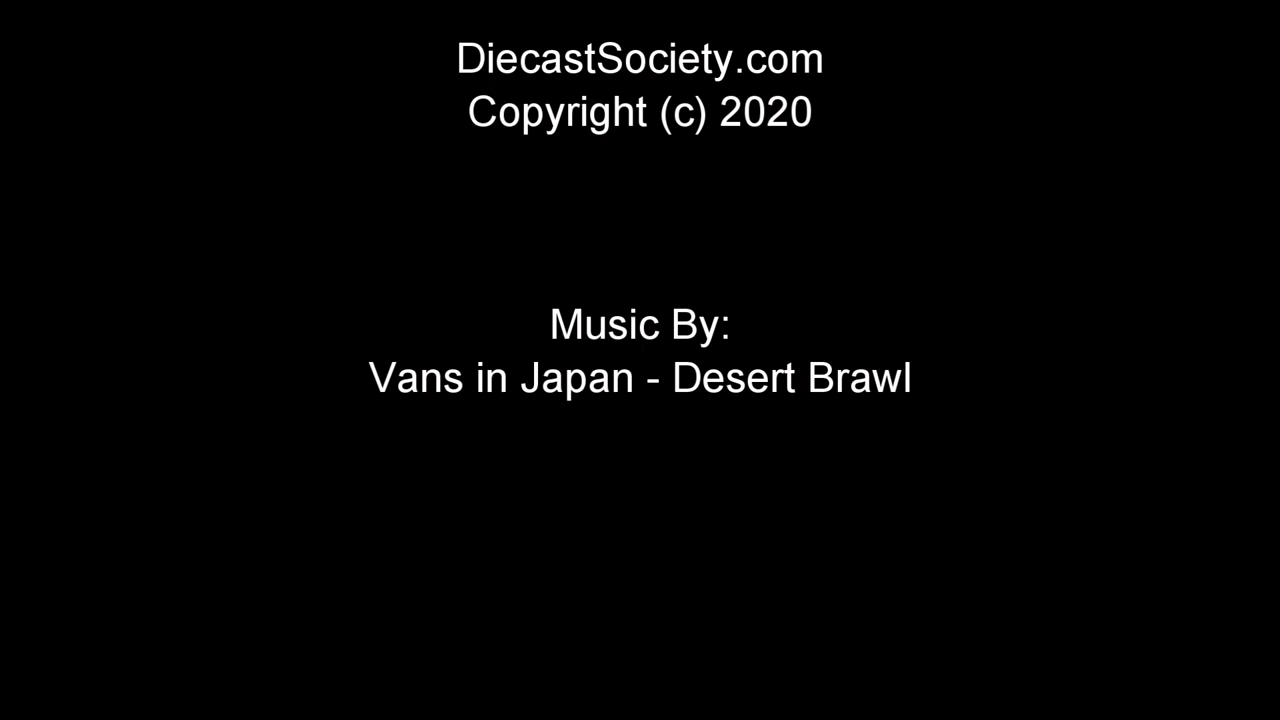 DiecastSociety.com
Copyright (c) 2020
Music By:
Vans in Japan - Desert Brawl